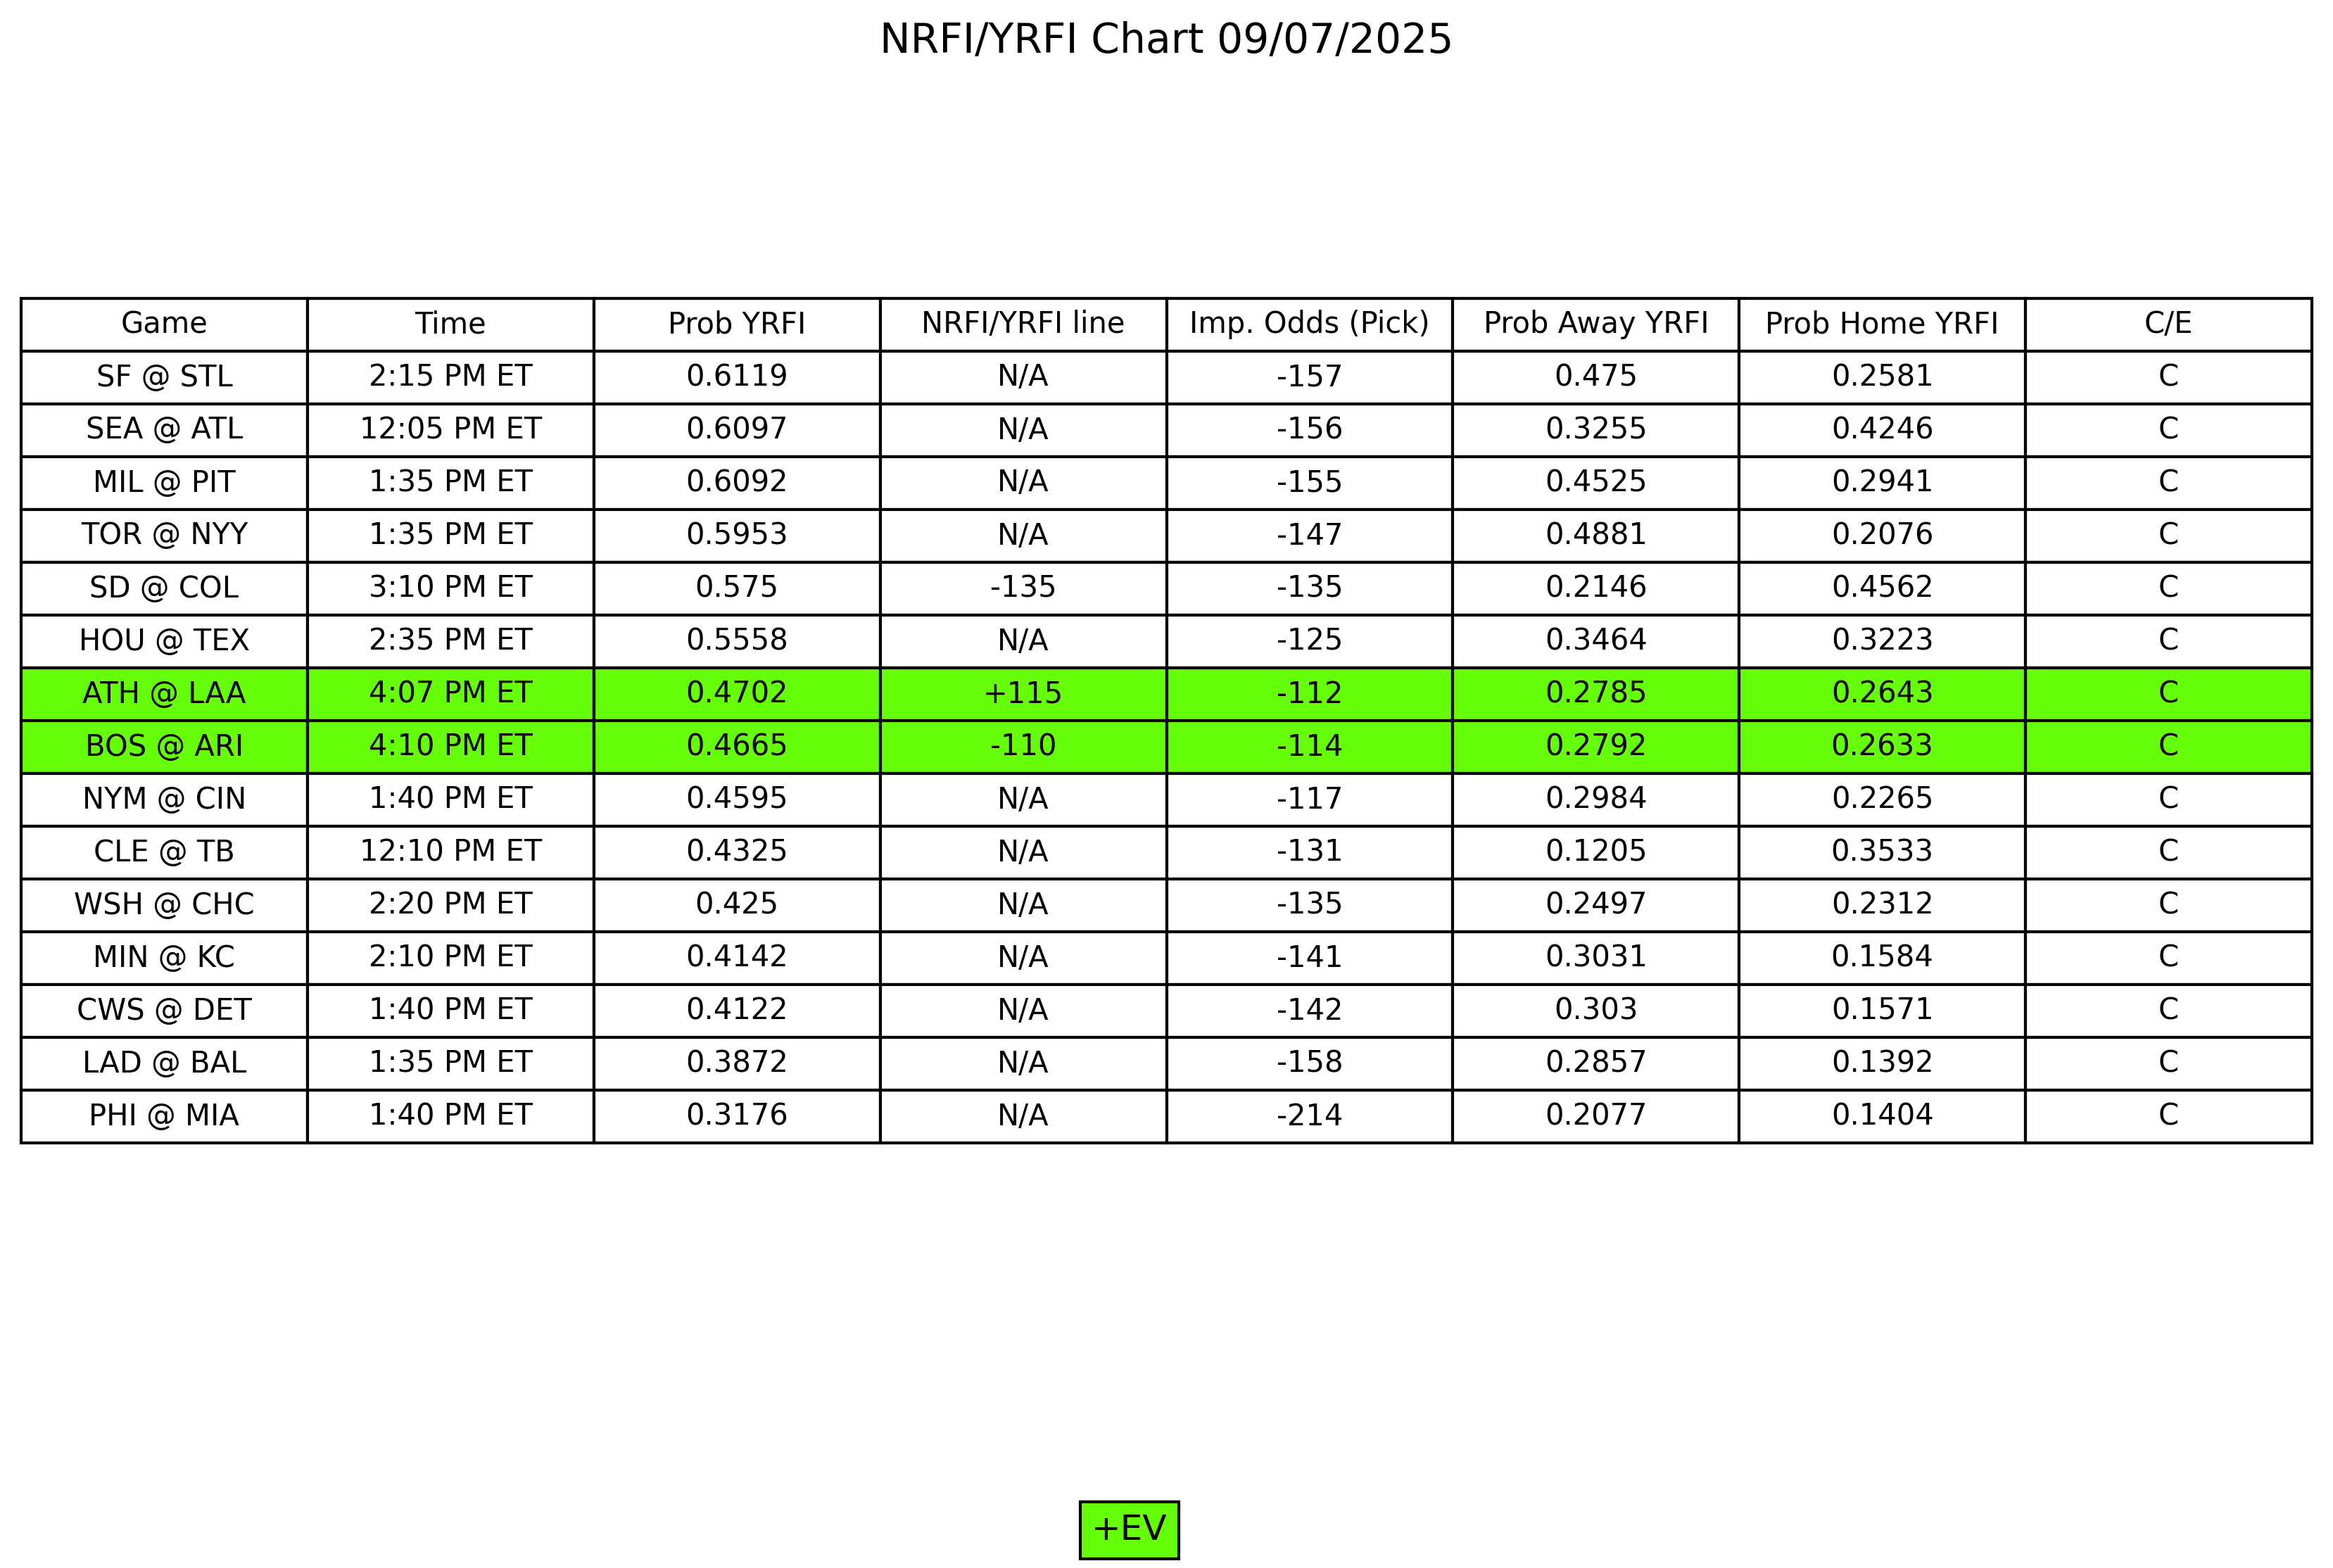 NRFI/YRFI Chart 09/07/2025
Game Time Prob YRFI NRFI/YRFI line Imp. Odds (Pick) Prob Away YRFI Prob Home YRFI C/E
SF @ STL 2:15 PM ET 0.6119 N/A -157 0.475 0.2581 C
SEA @ ATL 12:05 PM ET 0.6097 N/A -156 0.3255 0.4246 C
MIL @ PIT 1:35 PM ET 0.6092 N/A -155 0.4525 0.2941 C
TOR @ NYY 1:35 PM ET 0.5953 N/A -147 0.4881 0.2076 C
SD @ COL 3:10 PM ET 0.575 -135 -135 0.2146 0.4562 C
HOU @ TEX 2:35 PM ET 0.5558 N/A -125 0.3464 0.3223 C
ATH @ LAA 4:07 PM ET 0.4702 +115 -112 0.2785 0.2643 C
BOS @ ARI 4:10 PM ET 0.4665 -110 -114 0.2792 0.2633 C
NYM @ CIN 1:40 PM ET 0.4595 N/A -117 0.2984 0.2265 C
CLE @ TB 12:10 PM ET 0.4325 N/A -131 0.1205 0.3533 C
WSH @ CHC 2:20 PM ET 0.425 N/A -135 0.2497 0.2312 C
MIN @ KC 2:10 PM ET 0.4142 N/A -141 0.3031 0.1584 C
CWS @ DET 1:40 PM ET 0.4122 N/A -142 0.303 0.1571 C
LAD @ BAL 1:35 PM ET 0.3872 N/A -158 0.2857 0.1392 C
PHI @ MIA 1:40 PM ET 0.3176 N/A -214 0.2077 0.1404 C
+EV